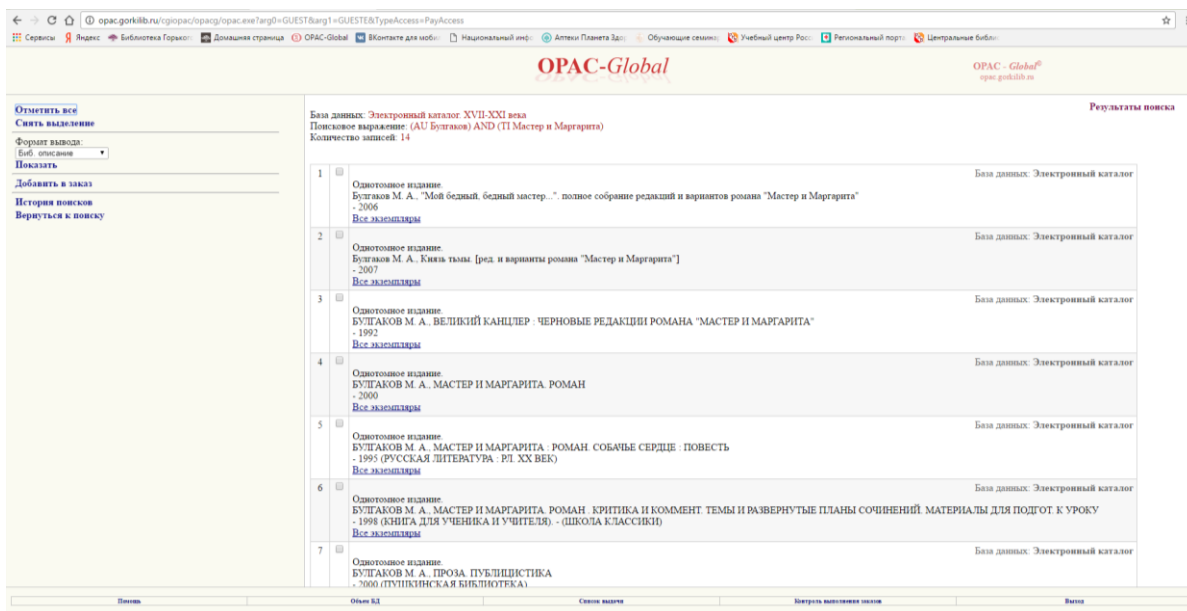 opac.gorkilib.ru/cgiopac/opacg/opac.exe?arg0=GUEST&arg1=GUESTE&TypeAccess=PayAccess
Сервисы Яндекс Библиотека Горьког Домашняя страница OPAC-Global ВКонтакте для моби Национальный инфо Аптеки Планета Здор Обучающие семинар Учебный центр Росс Региональный порта Центральные библи
OPAC-Global
OPAC - Global®
opac.gorkilib.ru
Отметить все
Снять выделение
Формат вывода:
Биб. описание
Показать
Добавить в заказ
История поисков
Вернуться к поиску
Результаты поиска
База данных: Электронный каталог. XVII-XXI века
Поисковое выражение: (AU Булгаков) AND (TI Мастер и Маргарита)
Количество записей: 14
1 База данных: Электронный каталог
Однотомное издание.
Булгаков М. А., "Мой бедный, бедный мастер...". полное собрание редакций и вариантов романа "Мастер и Маргарита"
- 2006
Все экземпляры
2 База данных: Электронный каталог
Однотомное издание.
Булгаков М. А., Князь тьмы. [ред. и варианты романа "Мастер и Маргарита"]
- 2007
Все экземпляры
3 База данных: Электронный каталог
Однотомное издание.
БУЛГАКОВ М. А., ВЕЛИКИЙ КАНЦЛЕР : ЧЕРНОВЫЕ РЕДАКЦИИ РОМАНА "МАСТЕР И МАРГАРИТА"
- 1992
Все экземпляры
4 База данных: Электронный каталог
Однотомное издание.
БУЛГАКОВ М. А., МАСТЕР И МАРГАРИТА. РОМАН
- 2000
Все экземпляры
5 База данных: Электронный каталог
Однотомное издание.
БУЛГАКОВ М. А., МАСТЕР И МАРГАРИТА : РОМАН. СОБАЧЬЕ СЕРДЦЕ : ПОВЕСТЬ
- 1995 (РУССКАЯ ЛИТЕРАТУРА : РЛ. XX ВЕК)
Все экземпляры
6 База данных: Электронный каталог
Однотомное издание.
БУЛГАКОВ М. А., МАСТЕР И МАРГАРИТА. РОМАН . КРИТИКА И КОММЕНТ. ТЕМЫ И РАЗВЕРНУТЫЕ ПЛАНЫ СОЧИНЕНИЙ. МАТЕРИАЛЫ ДЛЯ ПОДГОТ. К УРОКУ
- 1998 (КНИГА ДЛЯ УЧЕНИКА И УЧИТЕЛЯ). - (ШКОЛА КЛАССИКИ)
Все экземпляры
7 База данных: Электронный каталог
Однотомное издание.
БУЛГАКОВ М. А., ПРОЗА. ПУБЛИЦИСТИКА
- 2000 (ПУШКИНСКАЯ БИБЛИОТЕКА)
Помощь Объем БД Список выдачи Контроль выполнения заказов Выход